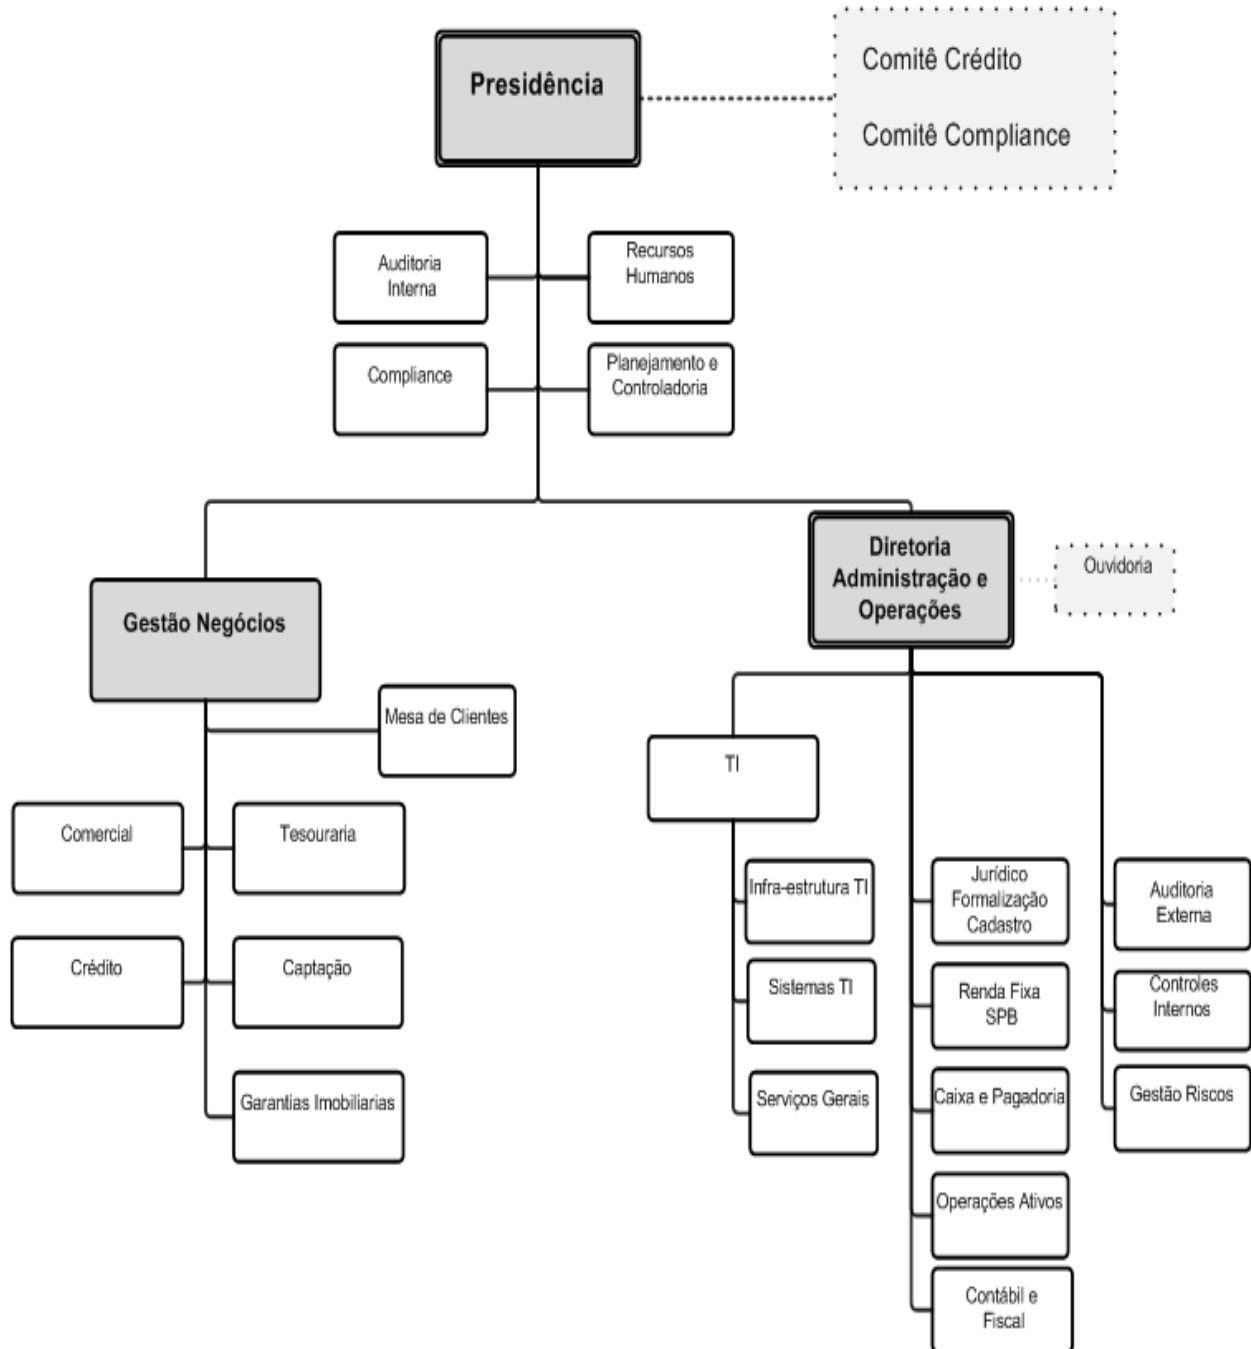 Presidência
Comitê Crédito
Comitê Compliance
Auditoria
Interna
Recursos
Humanos
Compliance
Planejamento e
Controladoria
Gestão Negócios
Diretoria
Administração e
Operações
Ouvidoria
Mesa de Clientes
Comercial
Tesouraria
Crédito
Captação
Garantias Imobiliarias
TI
Infra-estrutura TI
Sistemas TI
Serviços Gerais
Jurídico
Formalização
Cadastro
Renda Fixa
SPB
Caixa e Pagadoria
Operações Ativos
Contábil e
Fiscal
Auditoria
Externa
Controles
Internos
Gestão Riscos